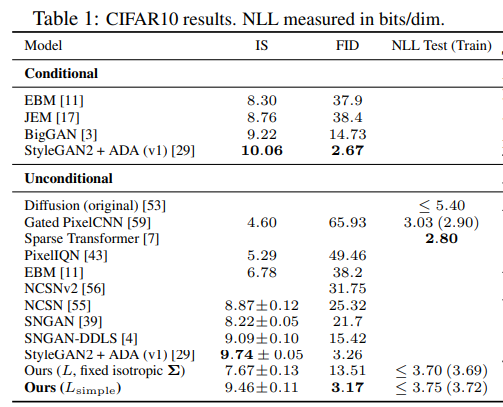 Table 1: CIFAR10 results. NLL measured in bits/dim.
Model IS FID NLL Test (Train)
Conditional
EBM [11] 8.30 37.9
JEM [17] 8.76 38.4
BigGAN [3] 9.22 14.73
StyleGAN2 + ADA (v1) [29] 10.06 2.67
Unconditional
Diffusion (original) [53] ≤ 5.40
Gated PixelCNN [59] 4.60 65.93 3.03 (2.90)
Sparse Transformer [7] 2.80
PixelIQN [43] 5.29 49.46
EBM [11] 6.78 38.2
NCSNv2 [56] 31.75
NCSN [55] 8.87±0.12 25.32
SNGAN [39] 8.22±0.05 21.7
SNGAN-DDLS [4] 9.09±0.10 15.42
StyleGAN2 + ADA (v1) [29] 9.74 ± 0.05 3.26
Ours (L, fixed isotropic Σ) 7.67±0.13 13.51 ≤ 3.70 (3.69)
Ours (Lsimple) 9.46±0.11 3.17 ≤ 3.75 (3.72)